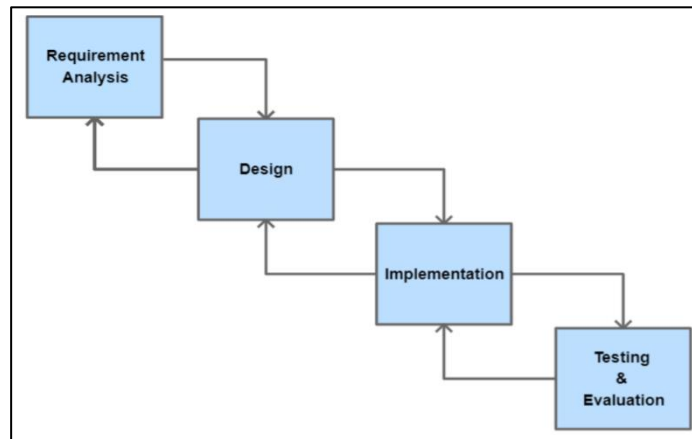 Requirement
Analysis
Design
Implementation
Testing
&
Evaluation